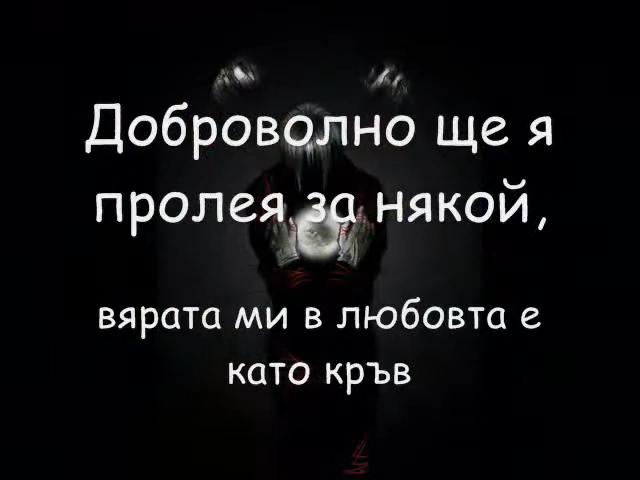 Доброволно ще я
пролея за някой,
вярата ми в любовта е
като кръв